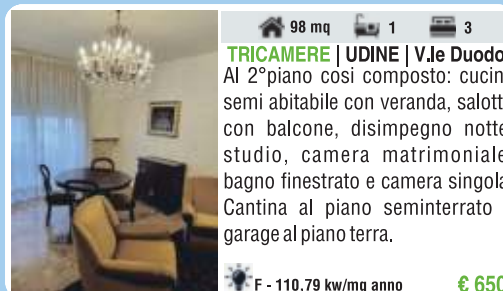 98 mq 1 3
TRICAMERE | UDINE | V.le Duodo
Al 2°piano cosi composto: cucin
semi abitabile con veranda, salott
con balcone, disimpegno notte
studio, camera matrimoniale
bagno finestrato e camera singola
Cantina al piano seminterrato
garage al piano terra.
F - 110,79 kw/mq anno € 650